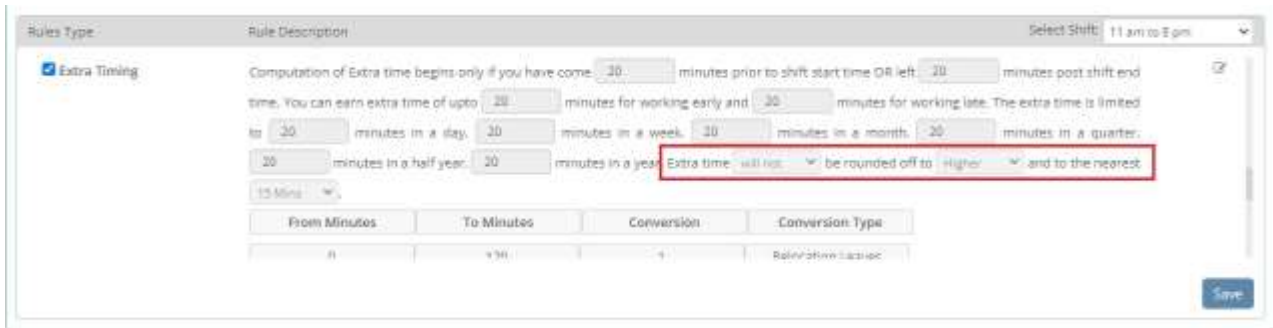 Rules Type Rule Description Select Shift: 11 am to 8 pm
Extra Timing Computation of Extra time begins only if you have come 20 minutes prior to shift start time OR left 20 minutes post shift end
time. You can earn extra time of upto 20 minutes for working early and 20 minutes for working late. The extra time is limited
to 20 minutes in a day. 20 minutes in a week. 20 minutes in a month. 20 minutes in a quarter.
20 minutes in a half year. 20 minutes in a year. Extra time will not be rounded off to Higher and to the nearest
15 Mins .
From Minutes To Minutes Conversion Conversion Type
0 120 1 Relocation Leaves
Save